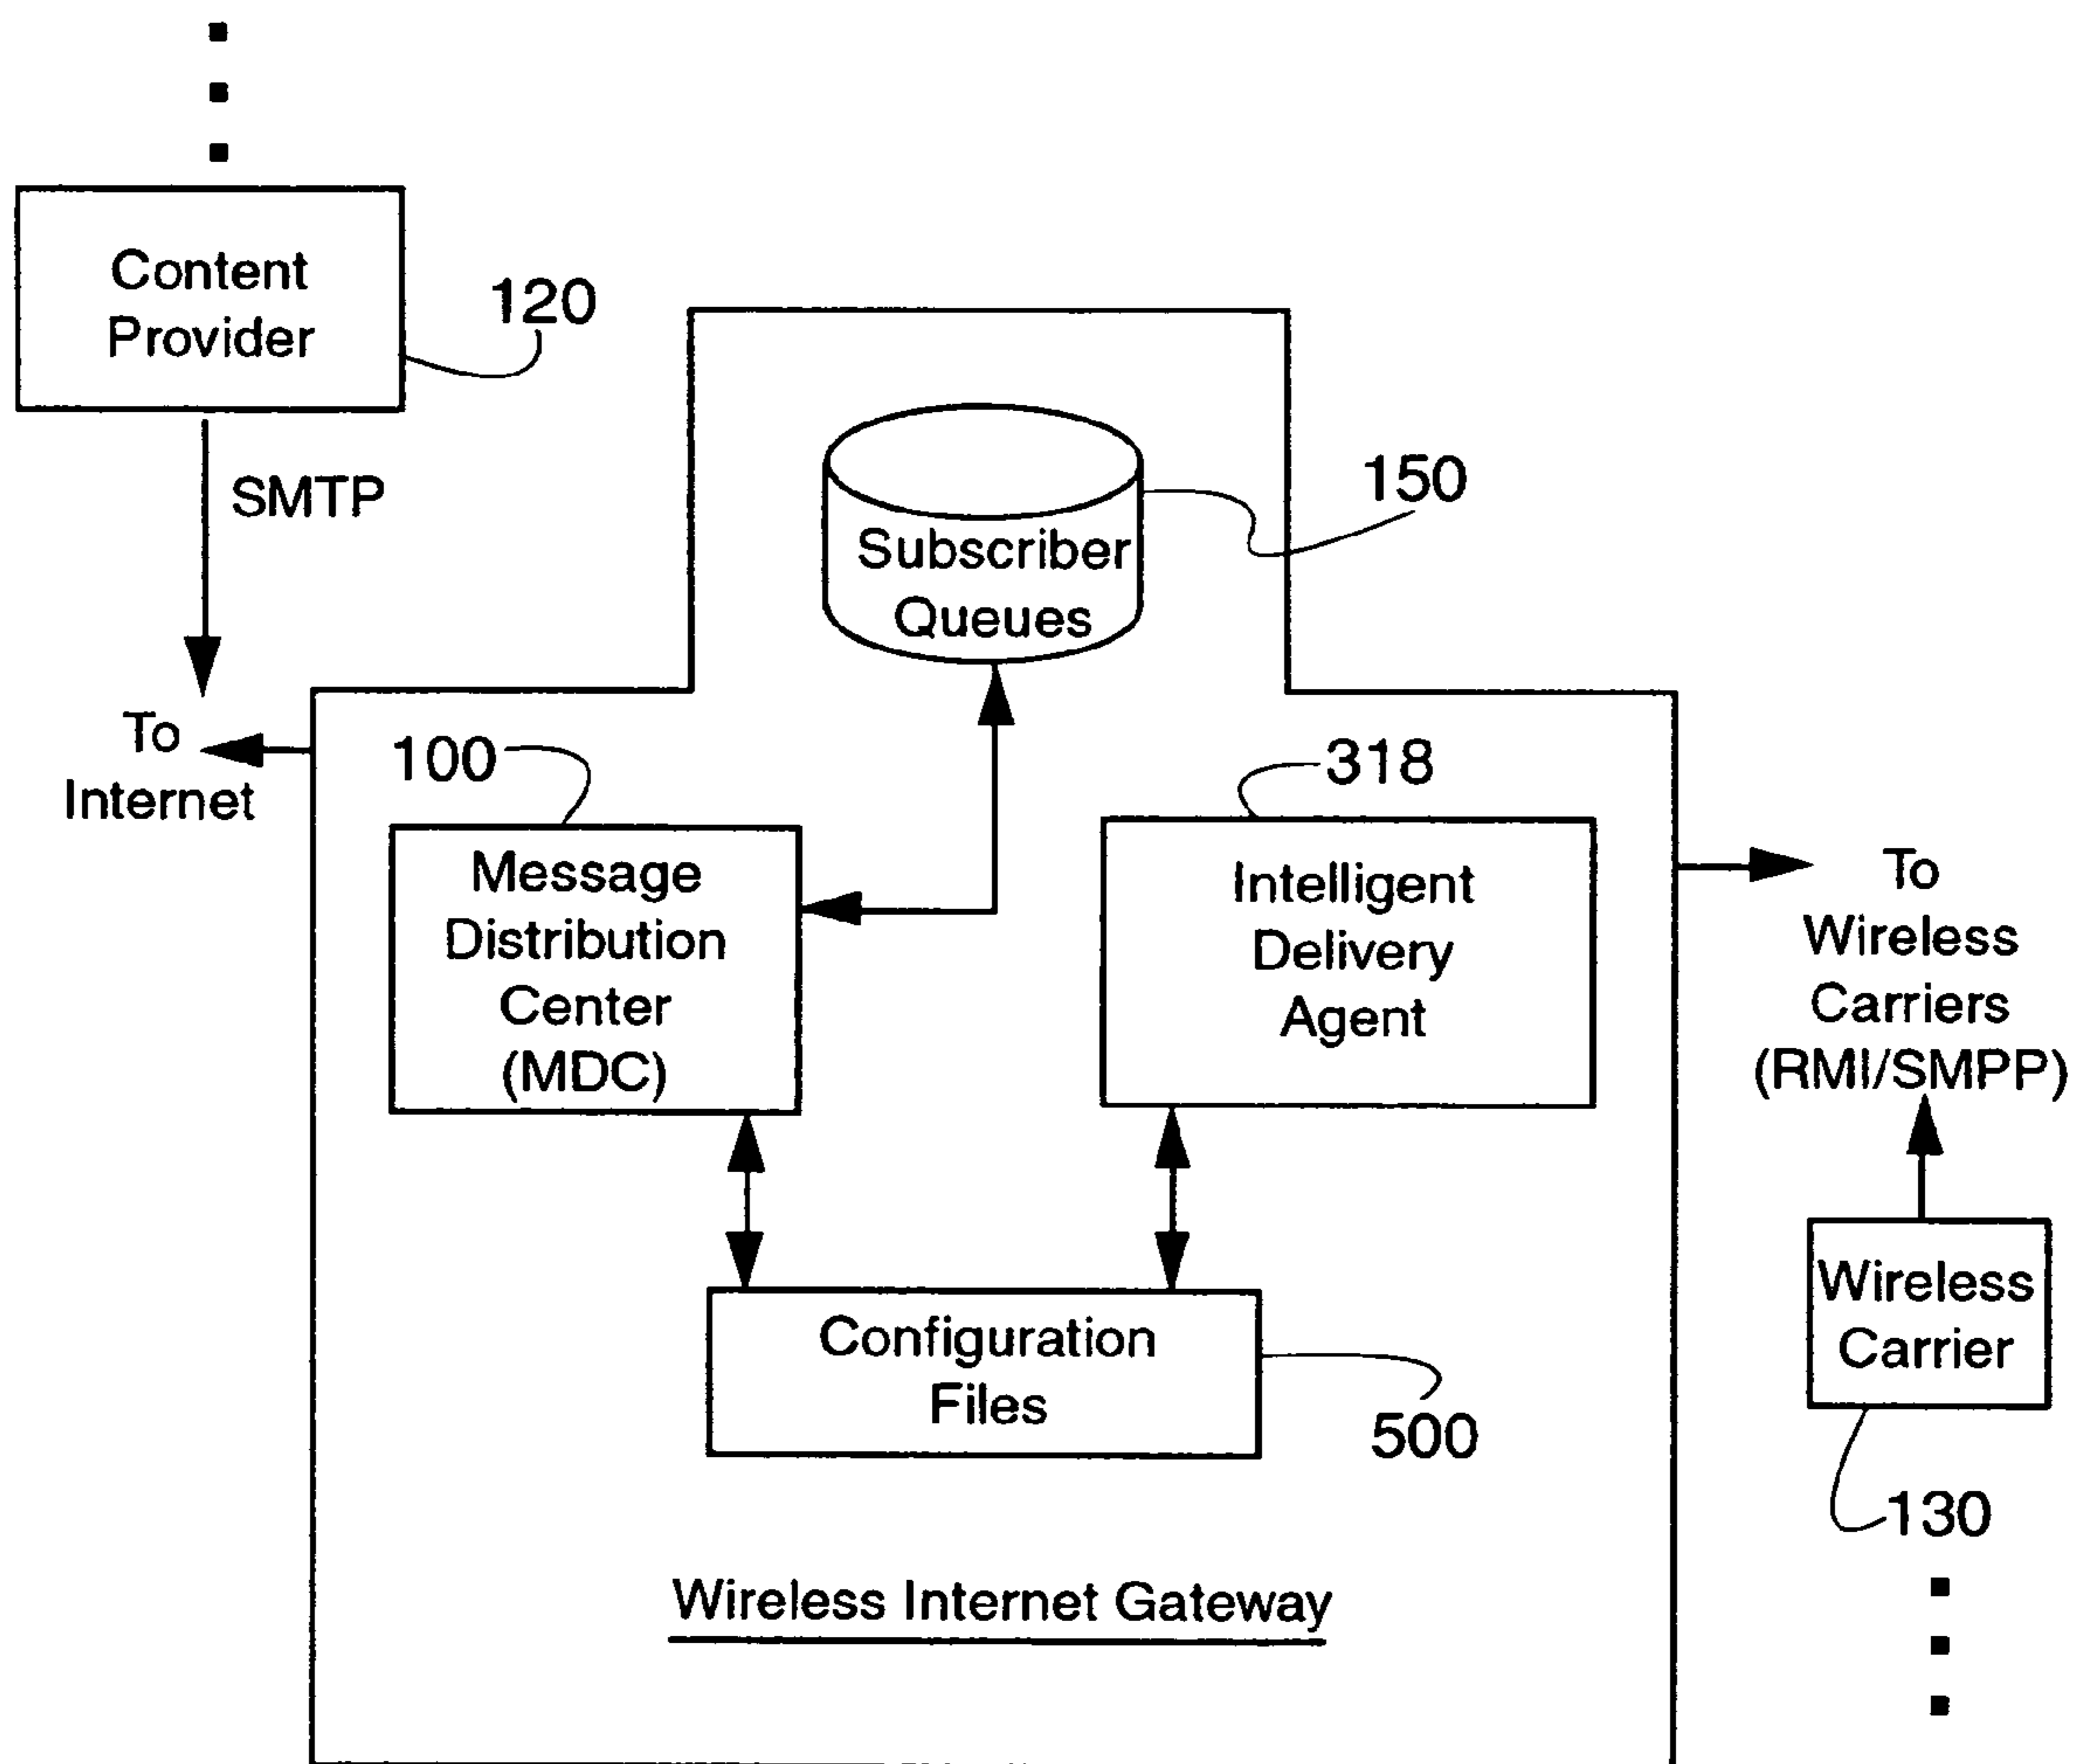 Content
Provider
120
SMTP
To
Internet
150
Subscriber
Queues
100
318
Message
Distribution
Center
(MDC)
Intelligent
Delivery
Agent
To
Wireless
Carriers
(RMI/SMPP)
Configuration
Files
500
Wireless
Carrier
130
Wireless Internet Gateway